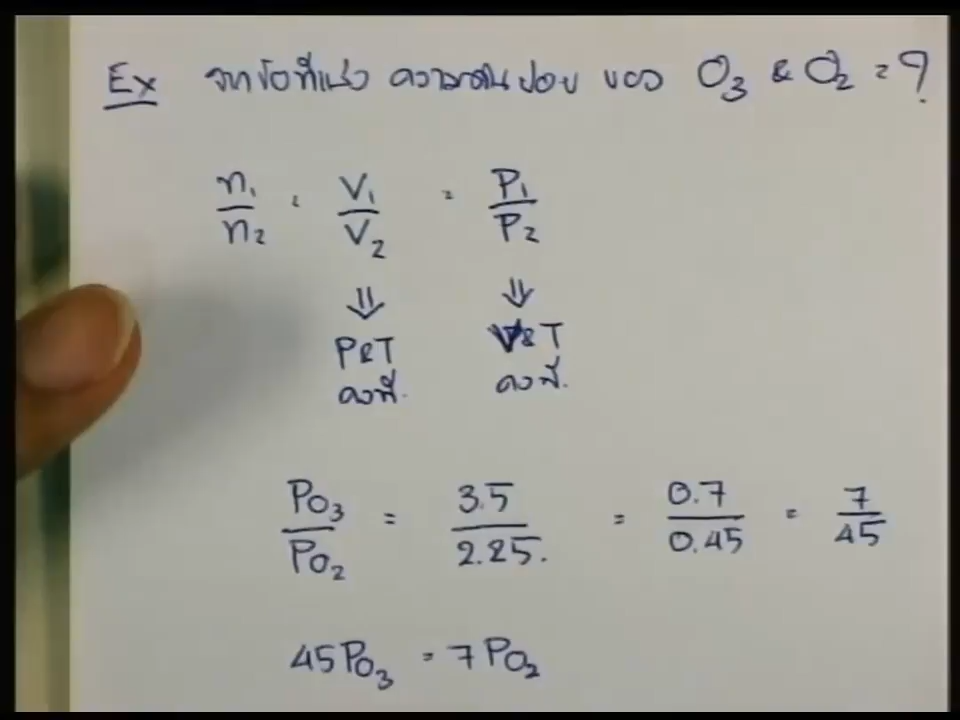 Ex จากข้อที่แล้ว ความดันย่อย ของ O₃ & O₂ = ?
n₁/n₂ = V₁/V₂ = P₁/P₂
⇓ ⇓
P&T V&T
คงที่. คงที่.
PO₃/PO₂ = 3.5/2.25. = 0.7/0.45 = 7/45
45PO₃ = 7PO₂